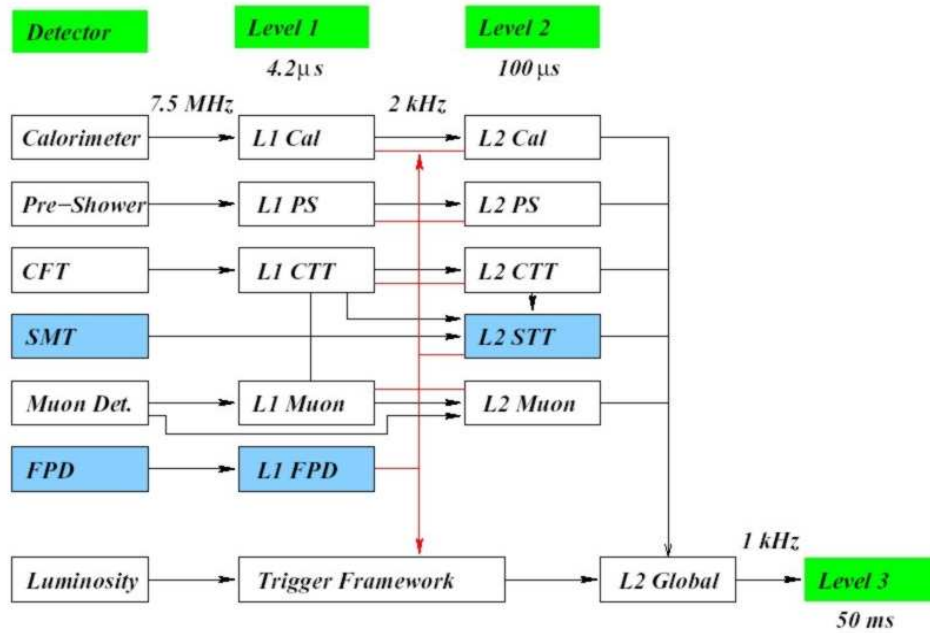 Detector
Level 1
Level 2
4.2μs
100 μs
7.5 MHz
2 kHz
Calorimeter
L1 Cal
L2 Cal
Pre-Shower
L1 PS
L2 PS
CFT
L1 CTT
L2 CTT
SMT
L2 STT
Muon Det.
L1 Muon
L2 Muon
FPD
L1 FPD
1 kHz
Luminosity
Trigger Framework
L2 Global
Level 3
50 ms